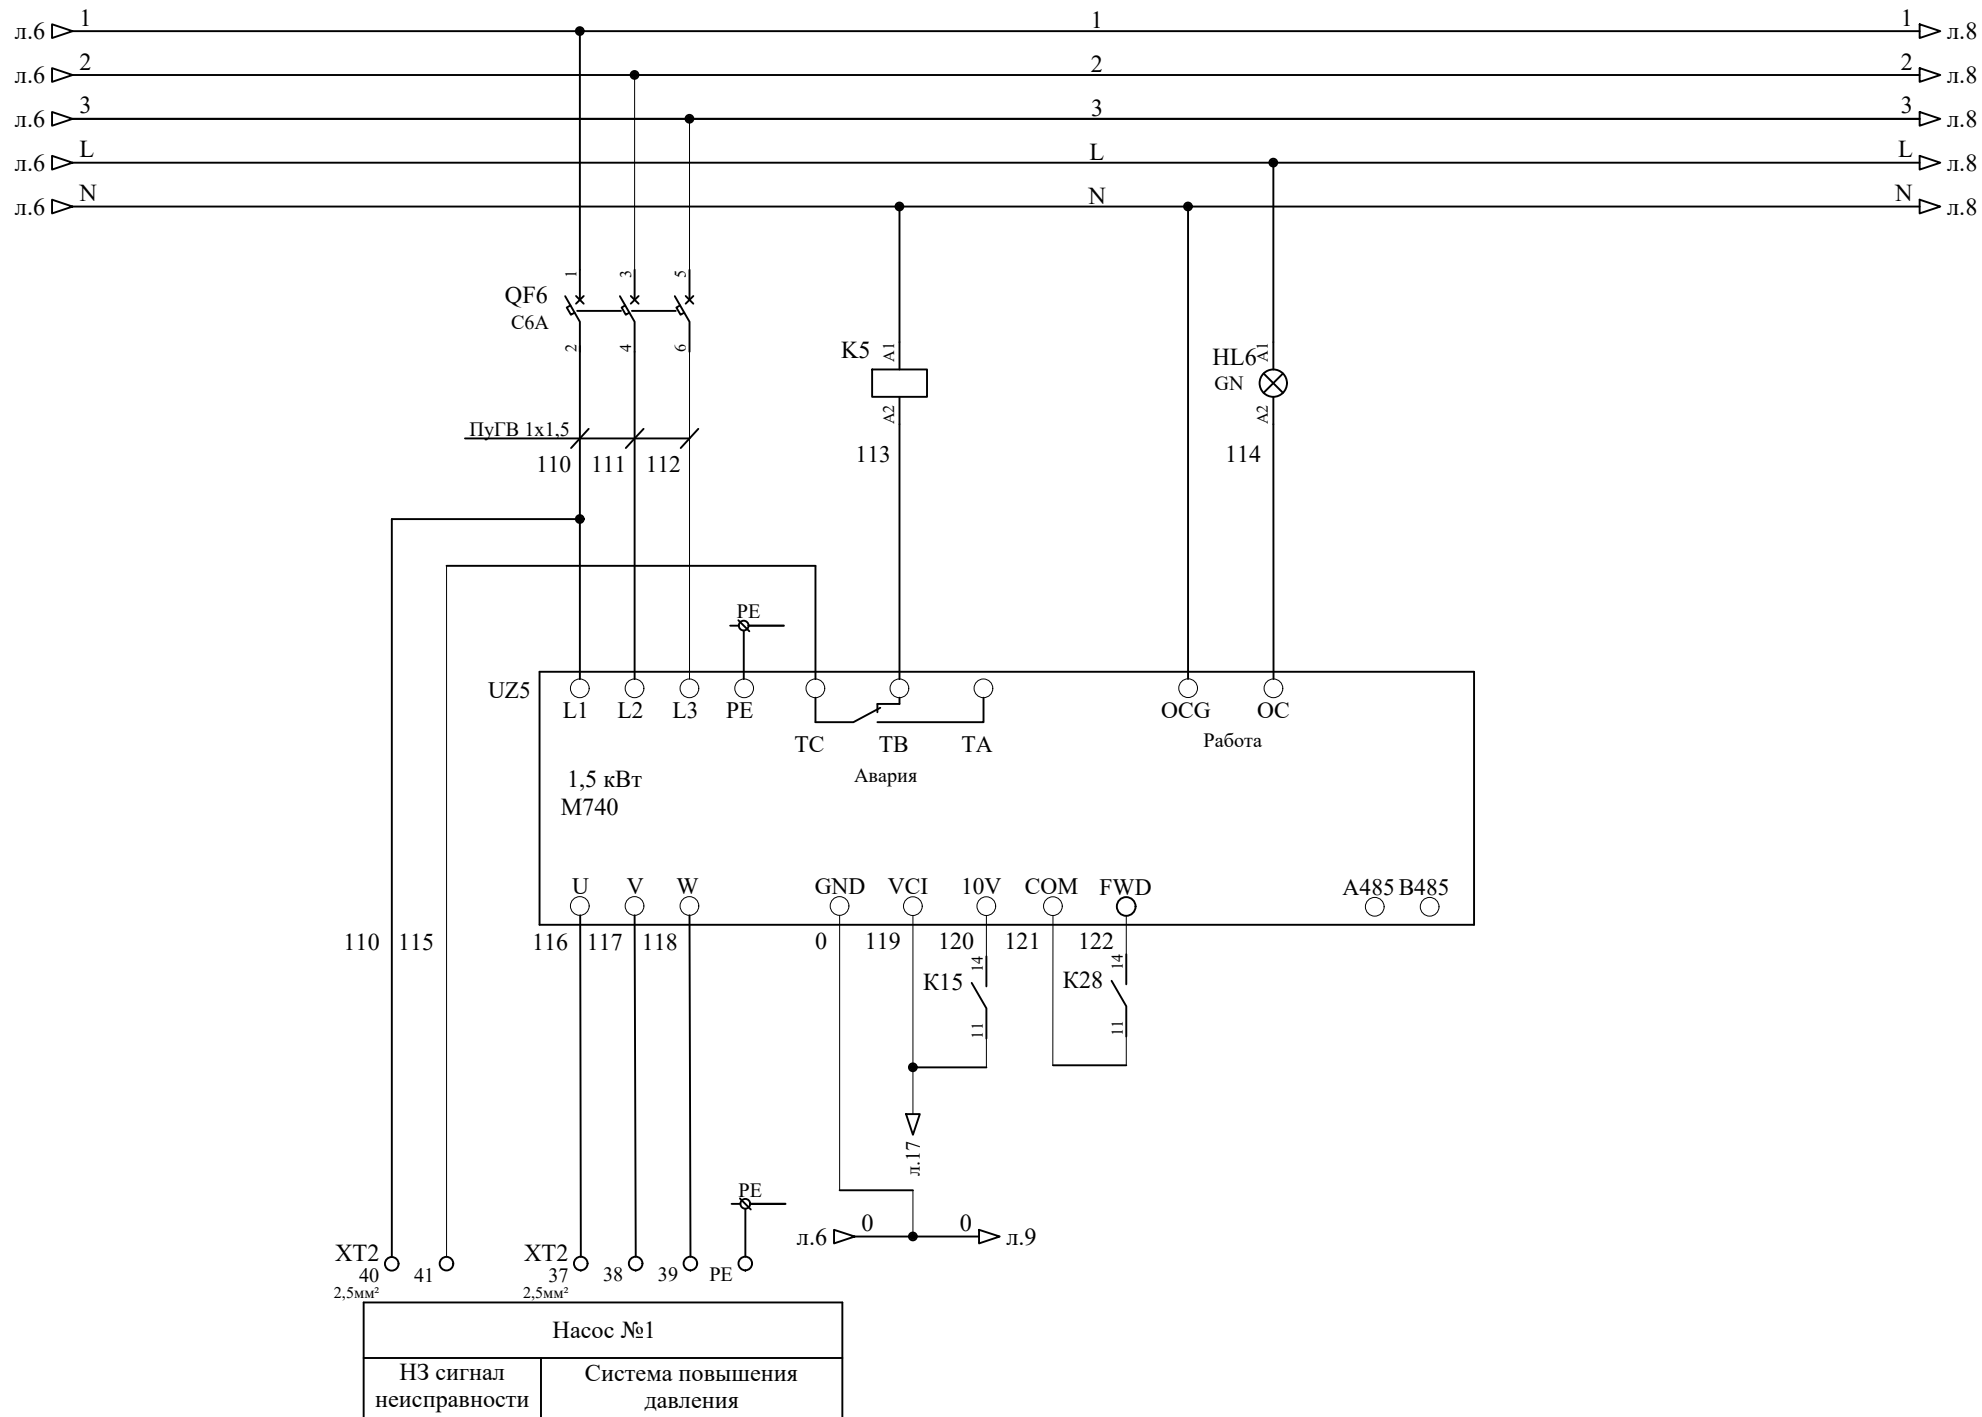 л.6 1 1 1 л.8
л.6 2 2 2 л.8
л.6 3 3 3 л.8
л.6 L L L л.8
л.6 N N N л.8
1 3 5
QF6
C6A
2 4 6
K5 A1
A2
HL6 A1
GN
A2
ПуГВ 1x1,5
110 111 112 113 114
PE
UZ5
L1 L2 L3 PE OCG OC
TC TB TA Работа
Авария
1,5 кВт
M740
U V W GND VCI 10V COM FWD A485 B485
110 115 116 117 118 0 119 120 121 122
14 14
K15 K28
11 11
л.17
PE
л.6 0 0 л.9
XT2 XT2
40 41 37 38 39 PE
2,5мм² 2,5мм²
Насос №1
НЗ сигнал
неисправности
Система повышения
давления